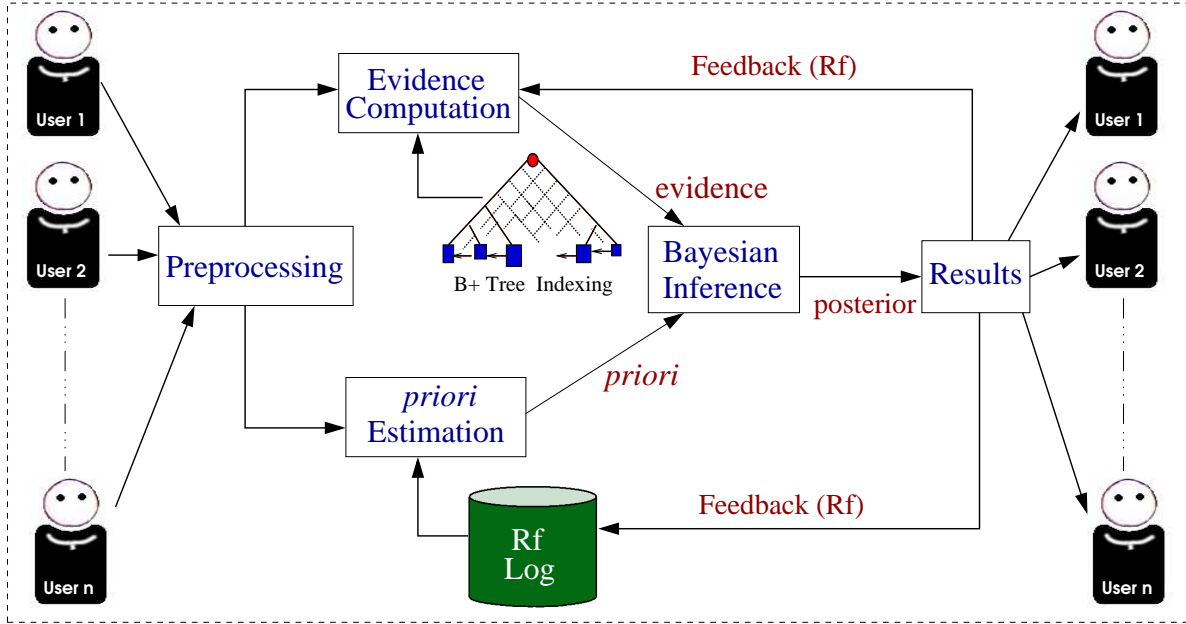 User 1
User 2
User n
Preprocessing
Evidence
Computation
Feedback (Rf)
evidence
B+ Tree Indexing
Bayesian
Inference
posterior
Results
priori
Estimation
priori
Feedback (Rf)
Rf
Log
User 1
User 2
User n